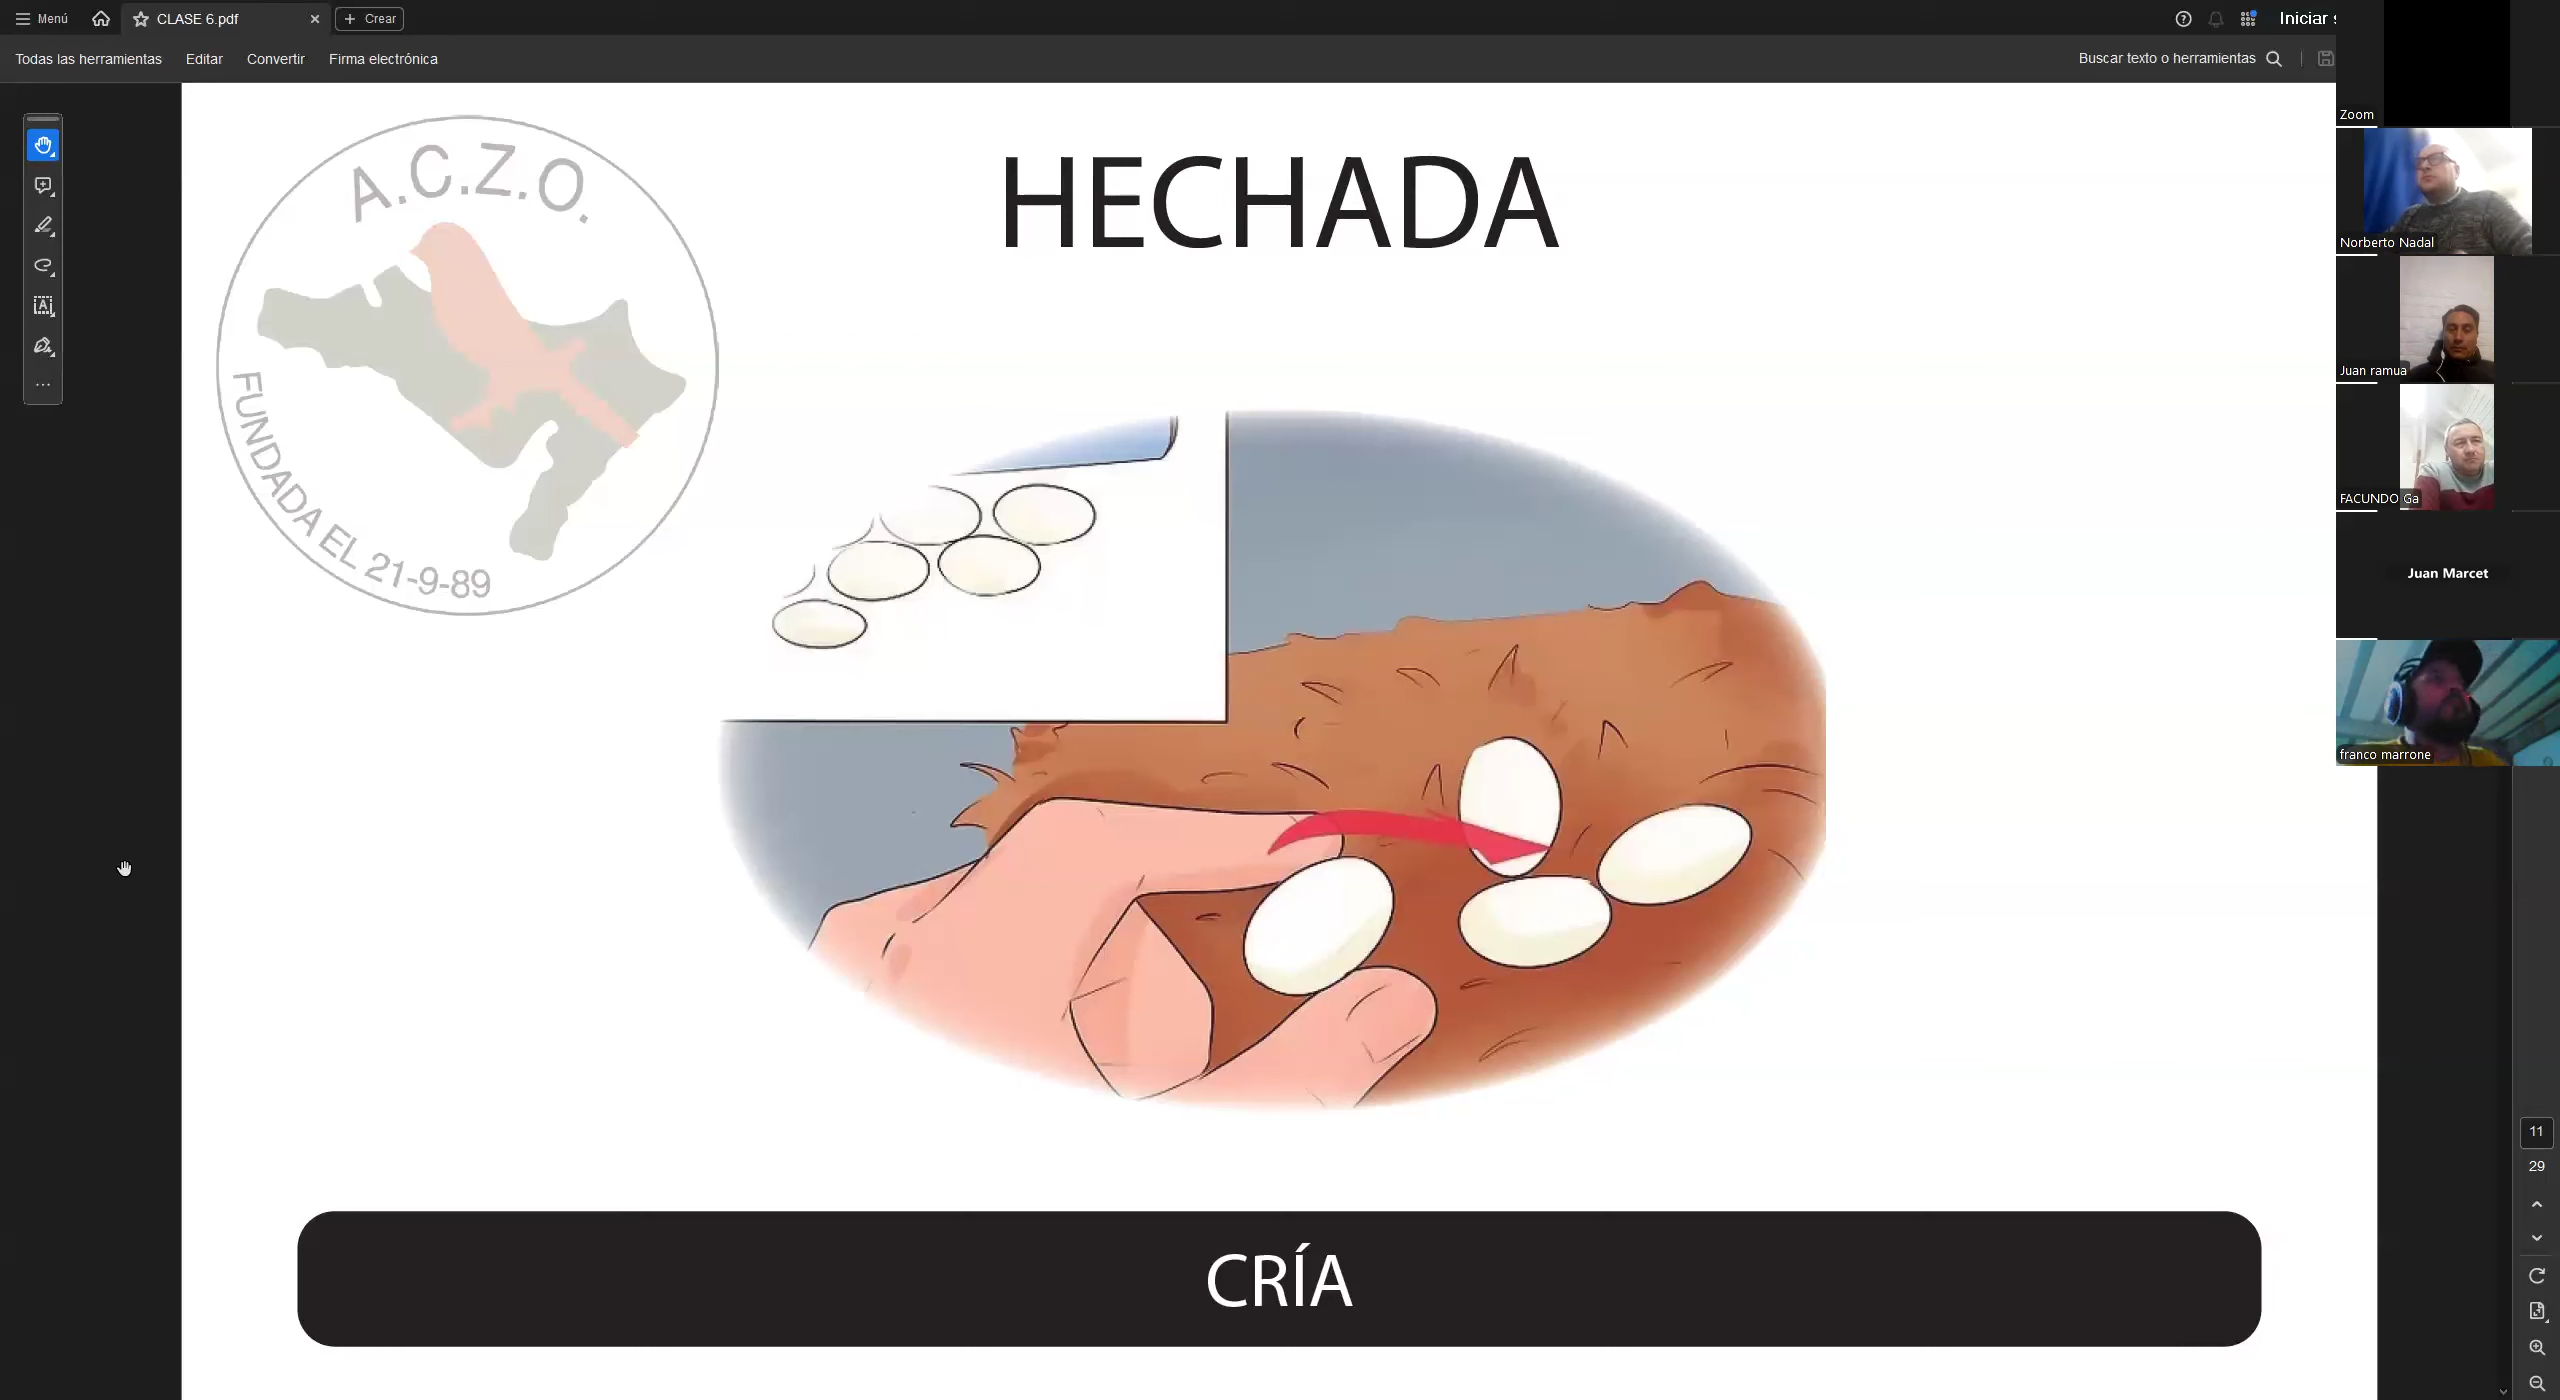 Menú
CLASE 6.pdf
Crear
Iniciar s
Todas las herramientas
Editar
Convertir
Firma electrónica
Buscar texto o herramientas
Zoom
Norberto Nadal
Juan ramua
FACUNDO Ga
Juan Marcet
franco marrone
A.C.Z.O.
FUNDADA EL 21-9-89
HECHADA
CRÍA
11
29